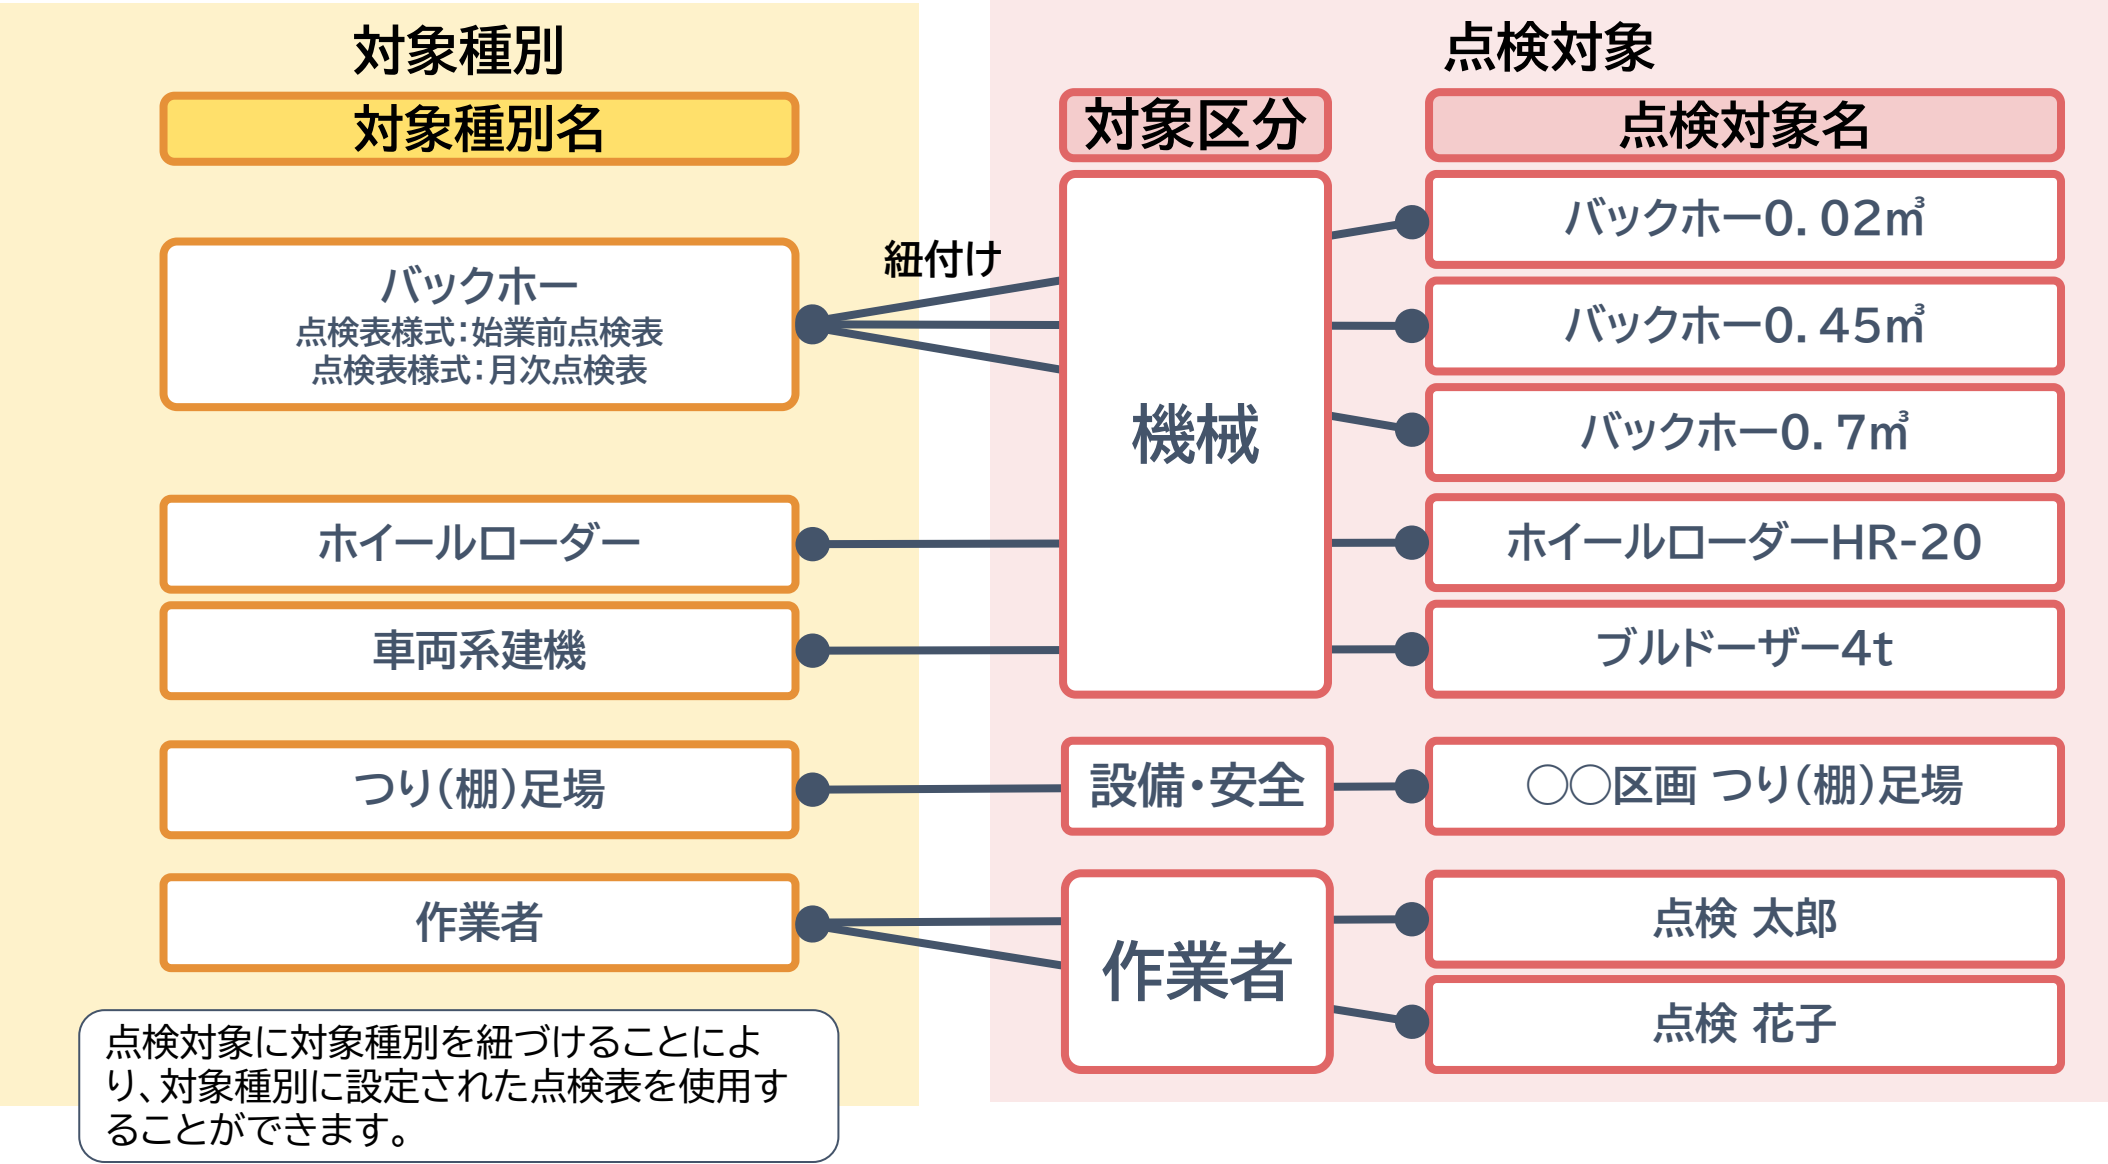 対象種別
対象種別名
バックホー
点検表様式：始業前点検表
点検表様式：月次点検表
ホイールローダー
車両系建機
つり（棚）足場
作業者
点検対象に対象種別を紐づけることによ
り、対象種別に設定された点検表を使用す
ることができます。
紐付け
点検対象
対象区分
点検対象名
機械
バックホー0．02㎥
バックホー0．45㎥
バックホー0．7㎥
ホイールローダーHR-20
ブルドーザー4t
設備・安全
〇〇区画 つり（棚）足場
作業者
点検 太郎
点検 花子